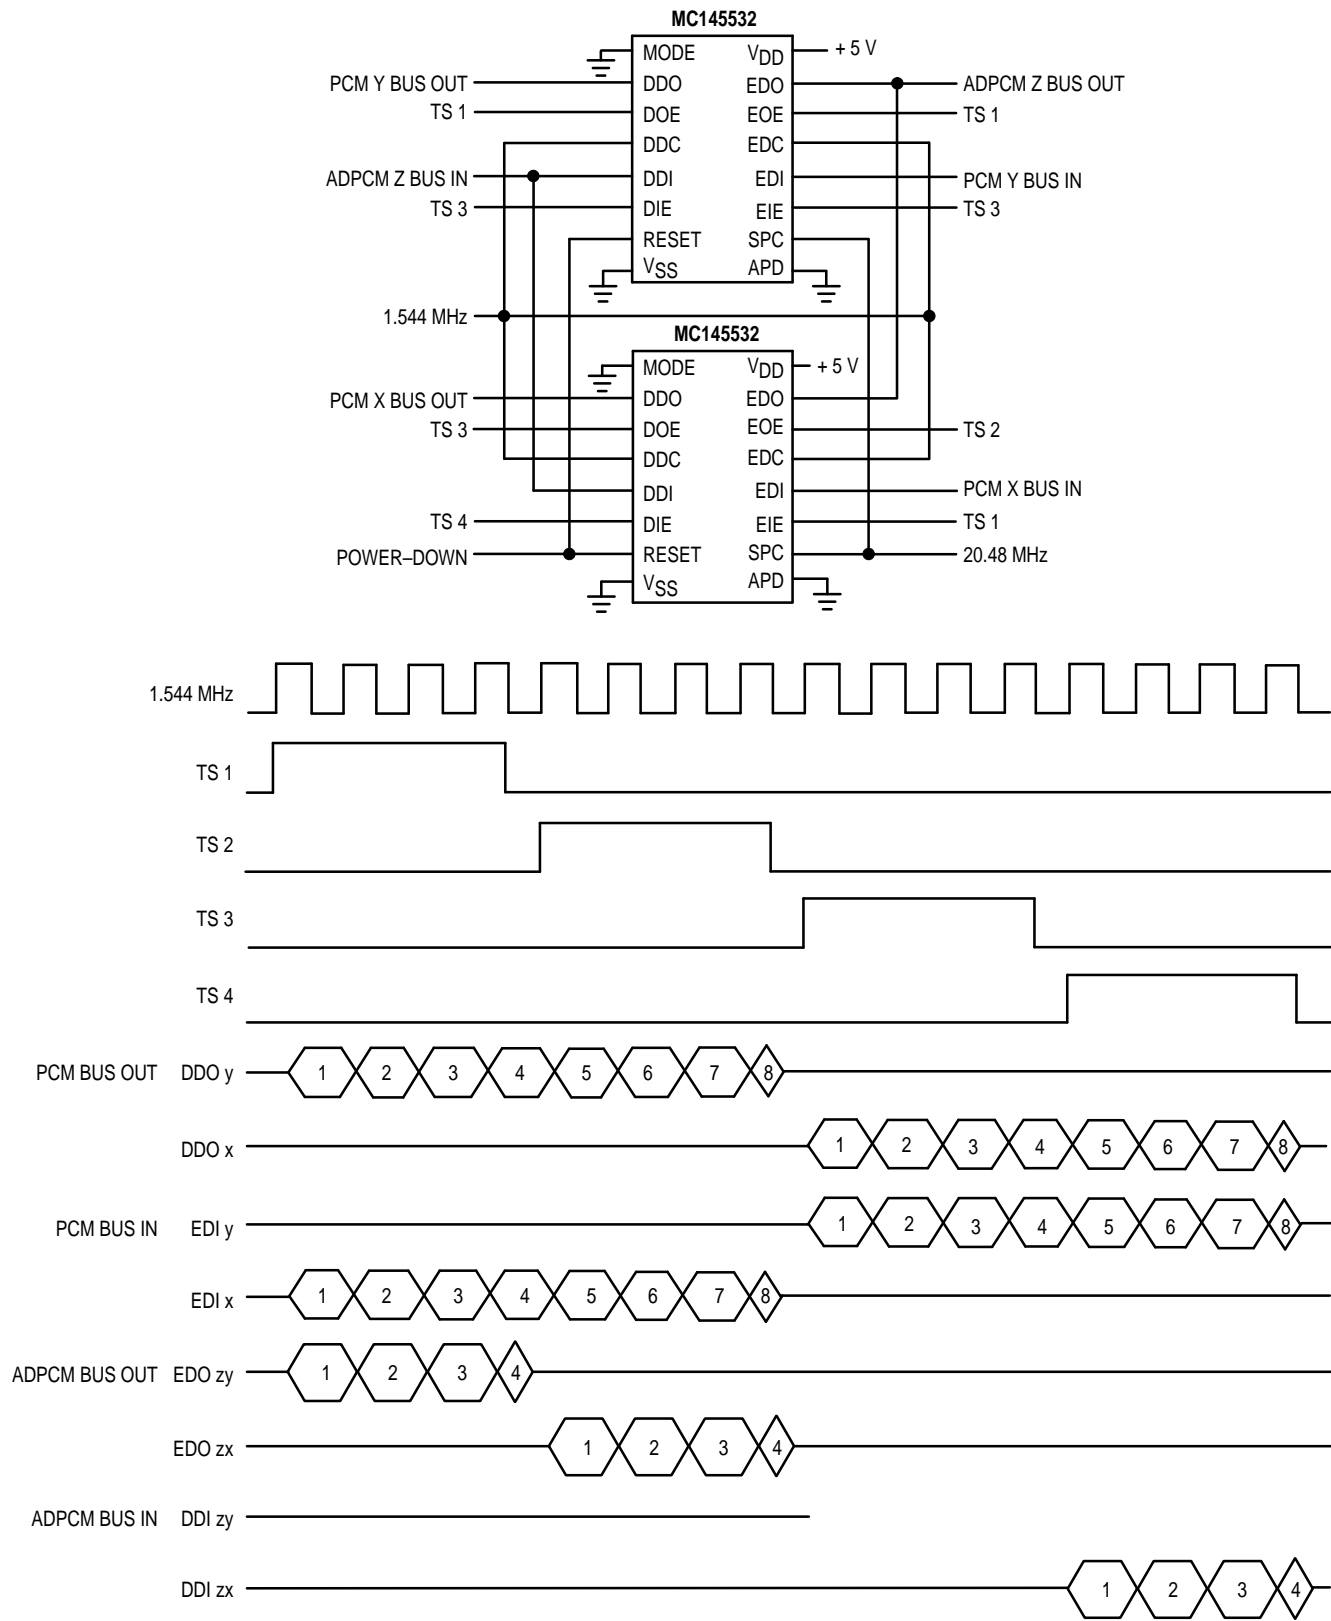 MC145532
MODE VDD + 5 V
PCM Y BUS OUT DDO EDO ADPCM Z BUS OUT
TS 1 DOE EOE TS 1
DDC EDC
ADPCM Z BUS IN DDI EDI PCM Y BUS IN
TS 3 DIE EIE TS 3
RESET SPC
VSS APD
1.544 MHz
MC145532
MODE VDD + 5 V
PCM X BUS OUT DDO EDO
TS 3 DOE EOE TS 2
DDC EDC
DDI EDI PCM X BUS IN
TS 4 DIE EIE TS 1
POWER–DOWN RESET SPC 20.48 MHz
VSS APD
1.544 MHz
TS 1
TS 2
TS 3
TS 4
PCM BUS OUT DDO y 1 2 3 4 5 6 7 8
DDO x 1 2 3 4 5 6 7 8
PCM BUS IN EDI y 1 2 3 4 5 6 7 8
EDI x 1 2 3 4 5 6 7 8
ADPCM BUS OUT EDO zy 1 2 3 4
EDO zx 1 2 3 4
ADPCM BUS IN DDI zy
DDI zx 1 2 3 4